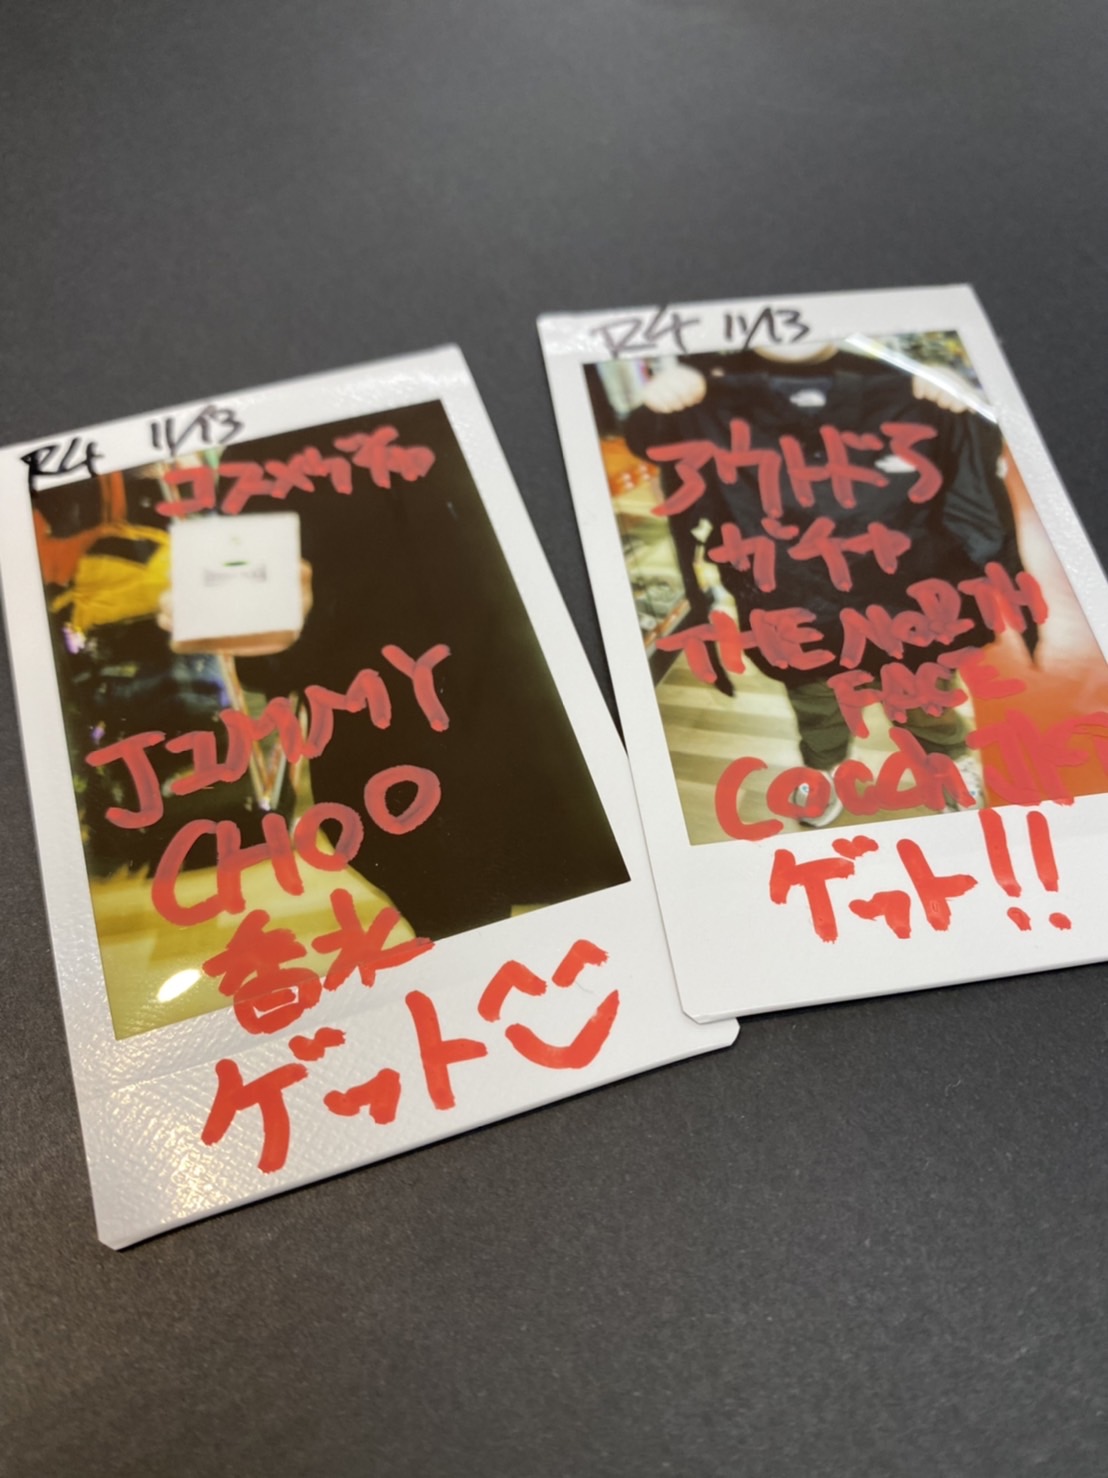 R4 11/13
コスメガチャ
JIMMY
CHOO
香水
ゲット
R4 11/13
アウトドア
ガチャ
THE NORTH
FACE
ゲット!!